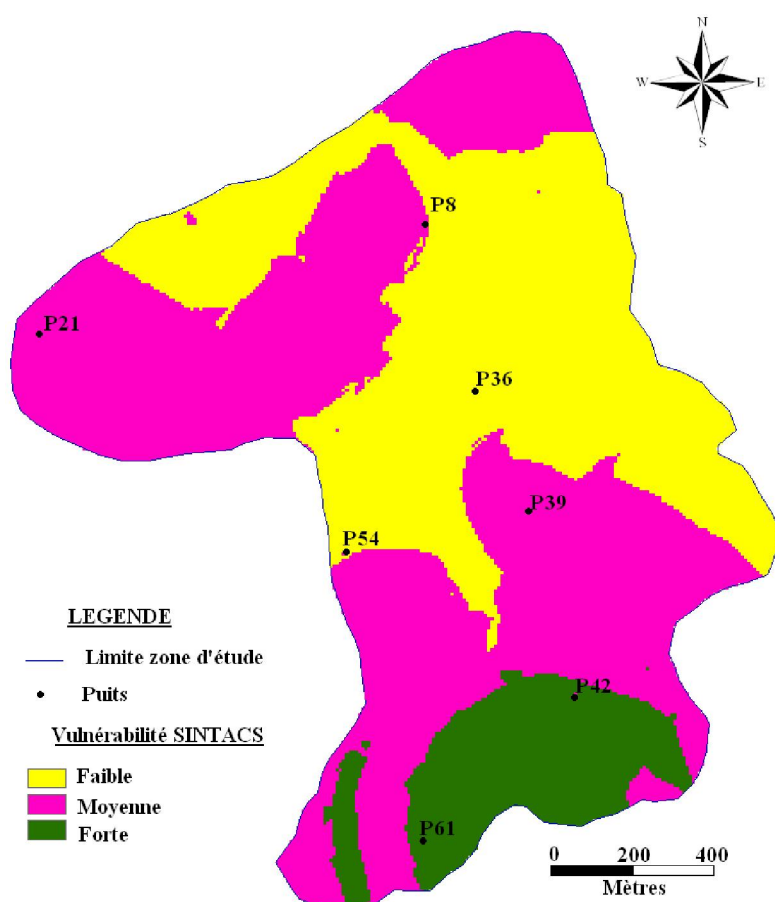 N
W E
S
P8
P21
P36
P39
P54
LEGENDE
Limite zone d'étude
Puits
P42
Vulnérabilité SINTACS
Faible
Moyenne
Forte
P61
0 200 400
Mètres